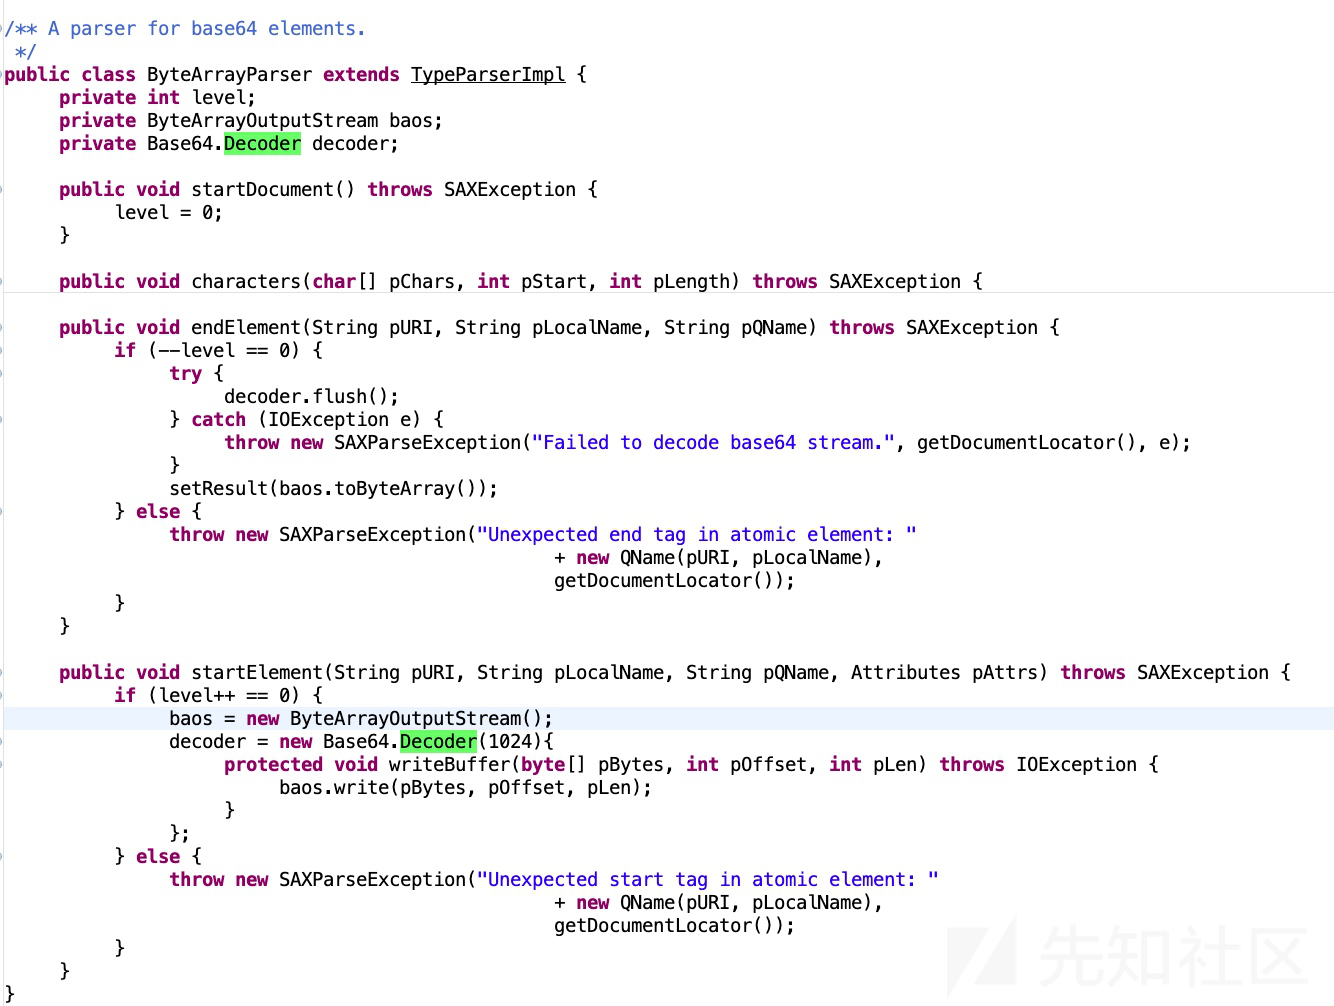 /** A parser for base64 elements.
 */
public class ByteArrayParser extends TypeParserImpl {
     private int level;
     private ByteArrayOutputStream baos;
     private Base64.Decoder decoder;

     public void startDocument() throws SAXException {
          level = 0;
     }

     public void characters(char[] pChars, int pStart, int pLength) throws SAXException {

     public void endElement(String pURI, String pLocalName, String pQName) throws SAXException {
          if (--level == 0) {
               try {
                    decoder.flush();
               } catch (IOException e) {
                    throw new SAXParseException("Failed to decode base64 stream.", getDocumentLocator(), e);
               }
               setResult(baos.toByteArray());
          } else {
               throw new SAXParseException("Unexpected end tag in atomic element: "
                                                  + new QName(pURI, pLocalName),
                                                  getDocumentLocator());
          }
     }

     public void startElement(String pURI, String pLocalName, String pQName, Attributes pAttrs) throws SAXException {
          if (level++ == 0) {
               baos = new ByteArrayOutputStream();
               decoder = new Base64.Decoder(1024){
                    protected void writeBuffer(byte[] pBytes, int pOffset, int pLen) throws IOException {
                         baos.write(pBytes, pOffset, pLen);
                    }
               };
          } else {
               throw new SAXParseException("Unexpected start tag in atomic element: "
                                                  + new QName(pURI, pLocalName),
                                                  getDocumentLocator());
          }
     }
}
先知社区